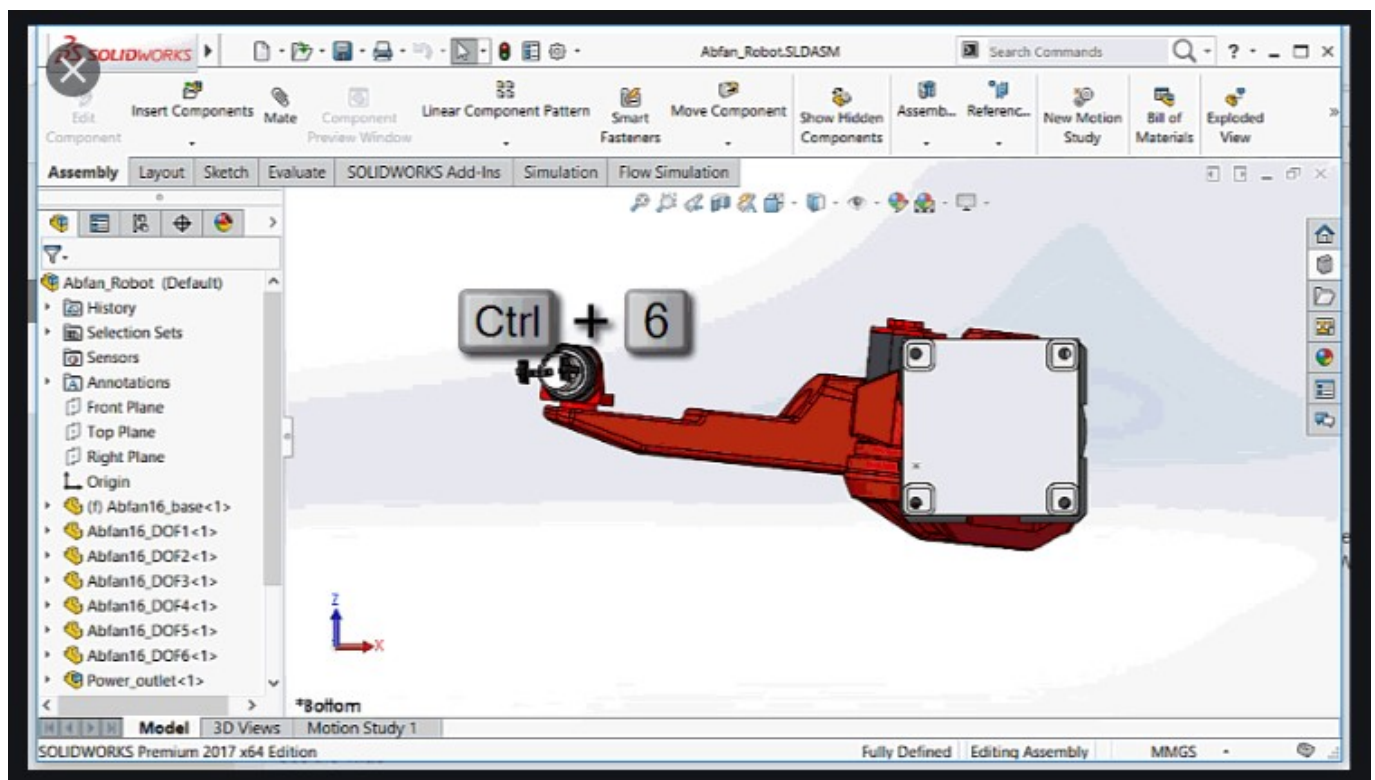 SOLIDWORKS
Abfan_Robot.SLDASM
Search Commands
?
Edit Component
Insert Components
Mate
Component Preview Window
Linear Component Pattern
Smart Fasteners
Move Component
Show Hidden Components
Assemb...
Referenc...
New Motion Study
Bill of Materials
Exploded View
Assembly Layout Sketch Evaluate SOLIDWORKS Add-Ins Simulation Flow Simulation
Abfan_Robot (Default)
History
Selection Sets
Sensors
Annotations
Front Plane
Top Plane
Right Plane
Origin
(f) Abfan16_base<1>
Abfan16_DOF1<1>
Abfan16_DOF2<1>
Abfan16_DOF3<1>
Abfan16_DOF4<1>
Abfan16_DOF5<1>
Abfan16_DOF6<1>
Power_outlet<1>
Ctrl + 6
Z
X
*Bottom
Model 3D Views Motion Study 1
SOLIDWORKS Premium 2017 x64 Edition
Fully Defined Editing Assembly MMGS